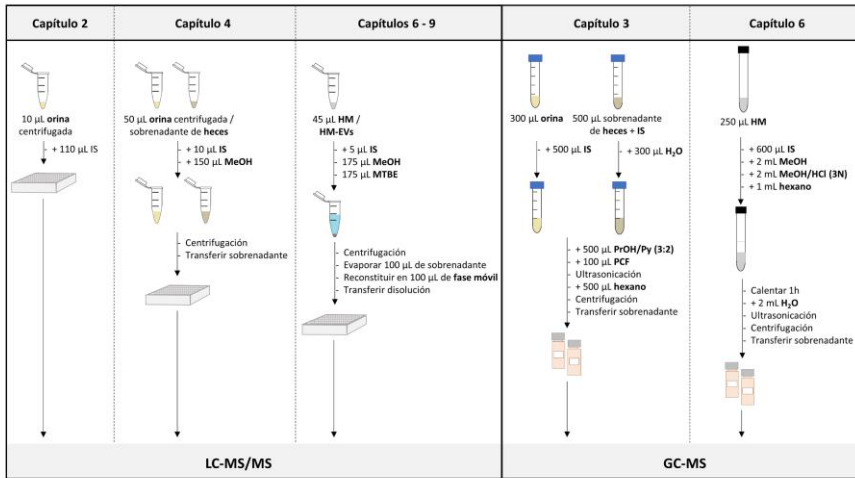 Capítulo 2
Capítulo 4
Capítulos 6 - 9
Capítulo 3
Capítulo 6
10 µL orina
centrifugada
+ 110 µL IS
50 µL orina centrifugada /
sobrenadante de heces
+ 10 µL IS
+ 150 µL MeOH
Centrifugación
Transferir sobrenadante
45 µL HM /
HM-EVs
+ 5 µL IS
175 µL MeOH
175 µL MTBE
Centrifugación
Evaporar 100 µL de sobrenadante
Reconstituir en 100 µL de fase móvil
Transferir disolución
300 µL orina
+ 500 µL IS
500 µL sobrenadante
de heces + IS
+ 300 µL H₂O
+ 500 µL PrOH/Py (3:2)
+ 100 µL PCF
Ultrasonicación
+ 500 µL hexano
Centrifugación
Transferir sobrenadante
250 µL HM
+ 600 µL IS
+ 2 mL MeOH
+ 2 mL MeOH/HCl (3N)
+ 1 mL hexano
Calentar 1h
+ 2 mL H₂O
Ultrasonicación
Centrifugación
Transferir sobrenadante
LC-MS/MS
GC-MS